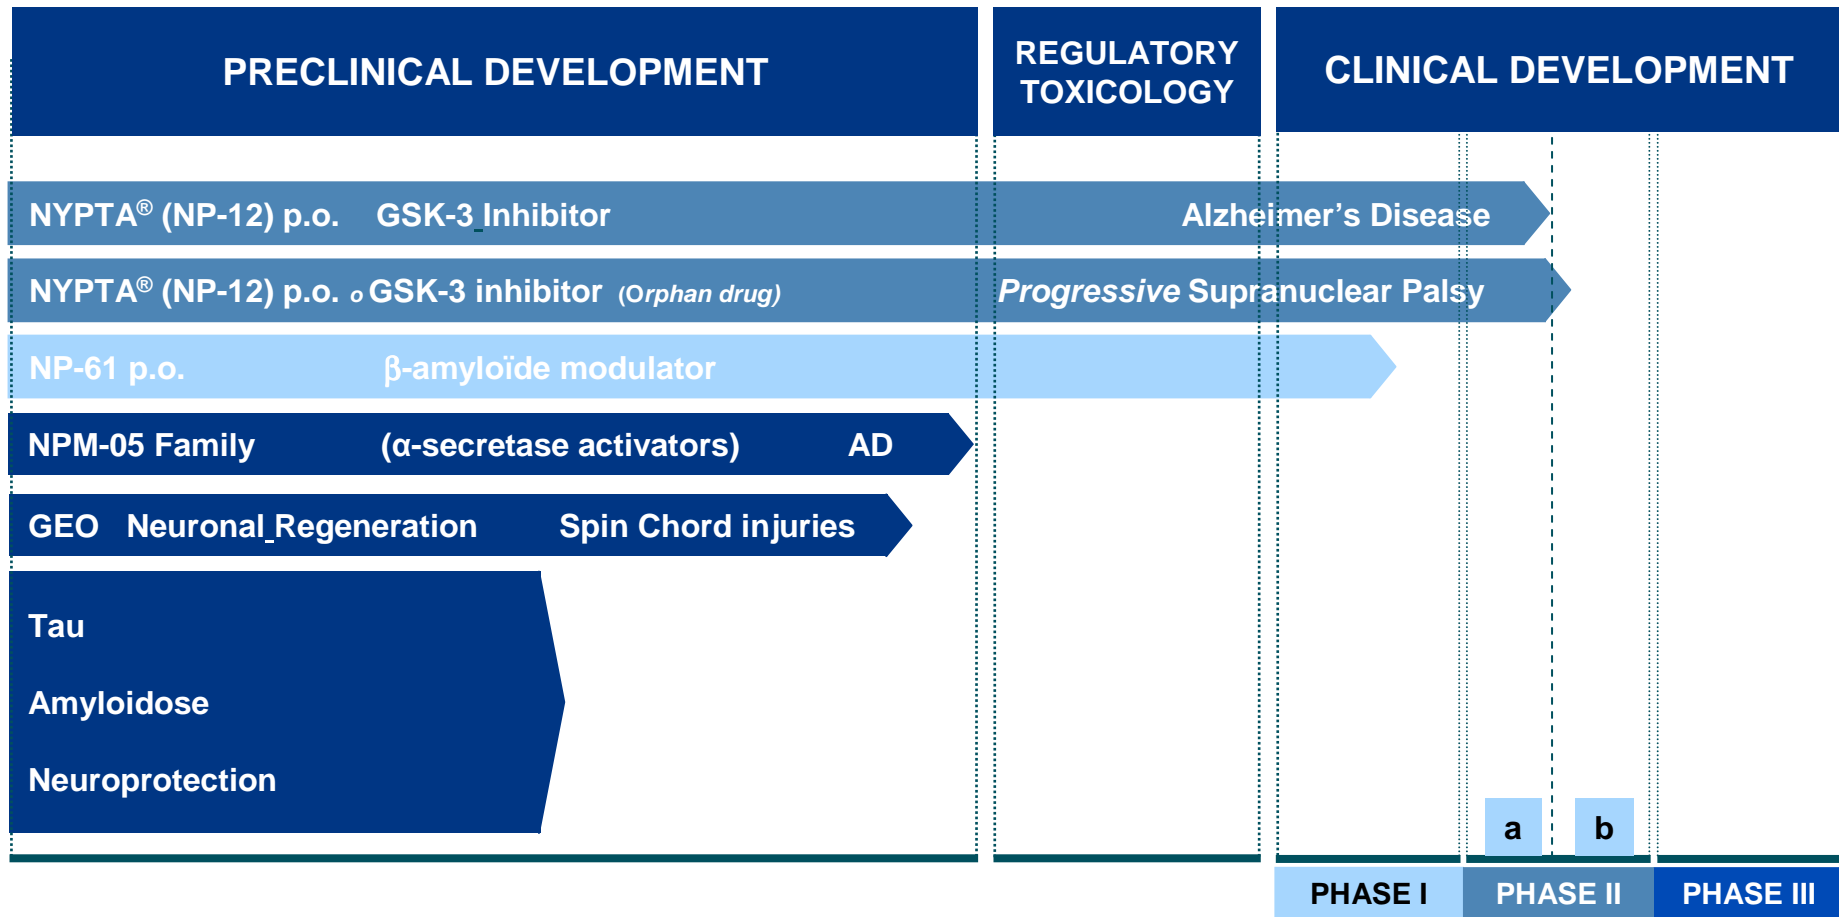 PRECLINICAL DEVELOPMENT
REGULATORY
TOXICOLOGY
CLINICAL DEVELOPMENT
NYPTA® (NP-12) p.o. GSK-3 Inhibitor Alzheimer's Disease
NYPTA® (NP-12) p.o. o GSK-3 inhibitor (Orphan drug) Progressive Supranuclear Palsy
NP-61 p.o. β-amyloïde modulator
NPM-05 Family (α-secretase activators) AD
GEO Neuronal Regeneration Spin Chord injuries
Tau
Amyloidose
Neuroprotection
a b
PHASE I PHASE II PHASE III